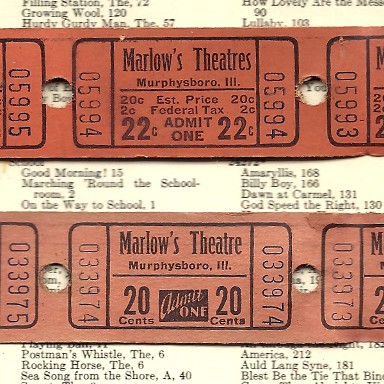 Filling Station, The, 72
Growing Wool, 120
Hurdy Gurdy Man, The, 57
How Lovely Are the Mess
90
Lullaby, 103
05995
05994
Marlow's Theatres
Murphysboro, Ill.
20c Est. Price 20c
2c Federal Tax 2c
22c ADMIT ONE 22c
05994
05993
School
Good Morning! 15
Marching 'Round the School-
room, 2
On the Way to School, 1
Amaryllis, 168
Billy Boy, 166
Dawn at Carmel, 131
God Speed the Right, 130
033975
033974
Marlow's Theatre
Murphysboro, Ill.
20 Cents Admit ONE 20 Cents
033974
033973
Postman's Whistle, The, 6
Rocking Horse, The, 6
Sea Song from the Shore, A, 40
America, 212
Auld Lang Syne, 181
Blest Be the Tie That Bind